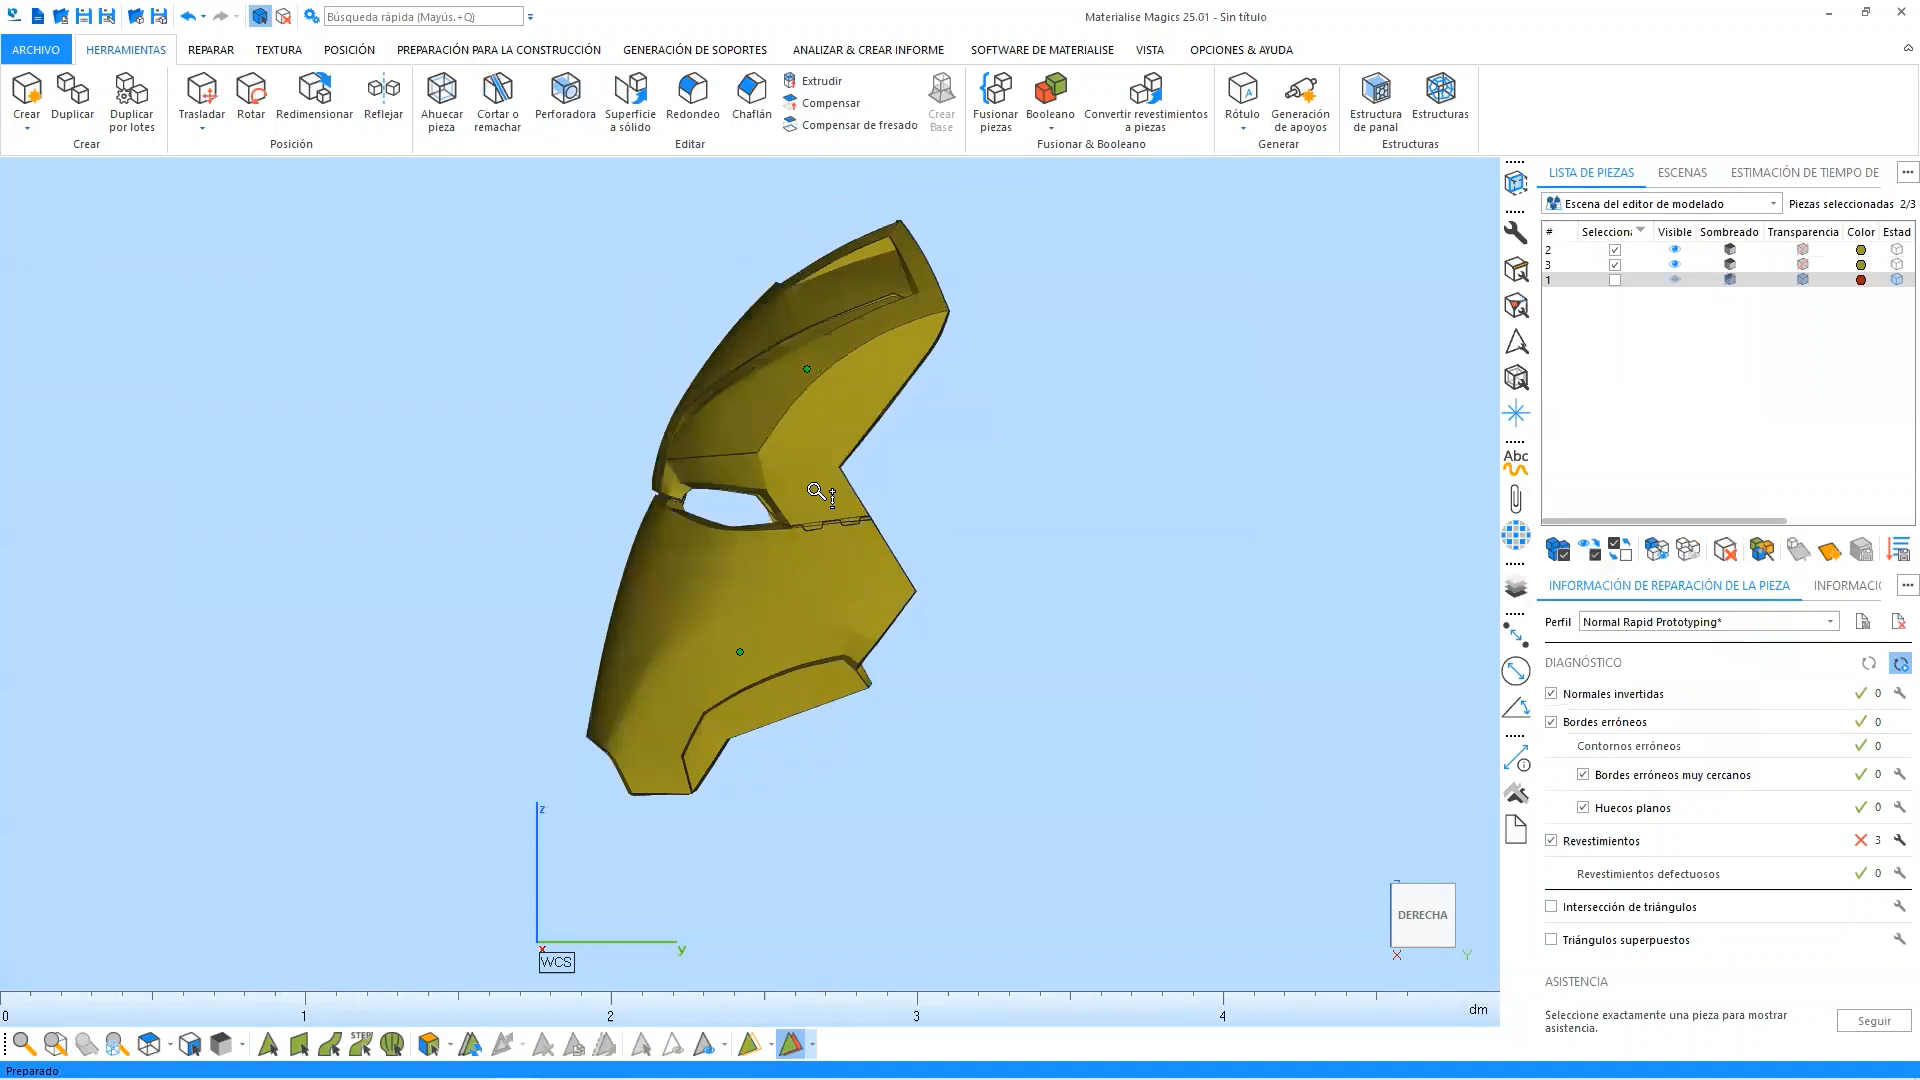 Búsqueda rápida (Mayús.+Q)
Materialise Magics 25.01 - Sin título
ARCHIVO HERRAMIENTAS REPARAR TEXTURA POSICIÓN PREPARACIÓN PARA LA CONSTRUCCIÓN GENERACIÓN DE SOPORTES ANALIZAR & CREAR INFORME SOFTWARE DE MATERIALISE VISTA OPCIONES & AYUDA
Crear
Duplicar
Duplicar
por lotes
Crear
Trasladar
Rotar
Redimensionar
Reflejar
Posición
Ahuecar
pieza
Cortar o
remachar
Perforadora
Superficie
a sólido
Redondeo
Chaflán
Extrudir
Compensar
Compensar de fresado
Crear
Base
Editar
Fusionar
piezas
Booleano
Convertir revestimientos
a piezas
Fusionar & Booleano
Rótulo
Generación
de apoyos
Generar
Estructura
de panal
Estructuras
Estructuras
LISTA DE PIEZAS ESCENAS ESTIMACIÓN DE TIEMPO DE
Escena del editor de modelado Piezas seleccionadas 2/3
# Selecciona Visible Sombreado Transparencia Color Estad
2
3
1
Abc
INFORMACIÓN DE REPARACIÓN DE LA PIEZA INFORMACIÓ
Perfil Normal Rapid Prototyping*
DIAGNÓSTICO
Normales invertidas 0
Bordes erróneos 0
Contornos erróneos 0
Bordes erróneos muy cercanos 0
Huecos planos 0
Revestimientos 3
Revestimientos defectuosos 0
Intersección de triángulos
Triángulos superpuestos
ASISTENCIA
Seleccione exactamente una pieza para mostrar
asistencia.
Seguir
z
x
y
WCS
DERECHA
Z
X
Y
0 1 2 3 4 dm
STEP
Preparado